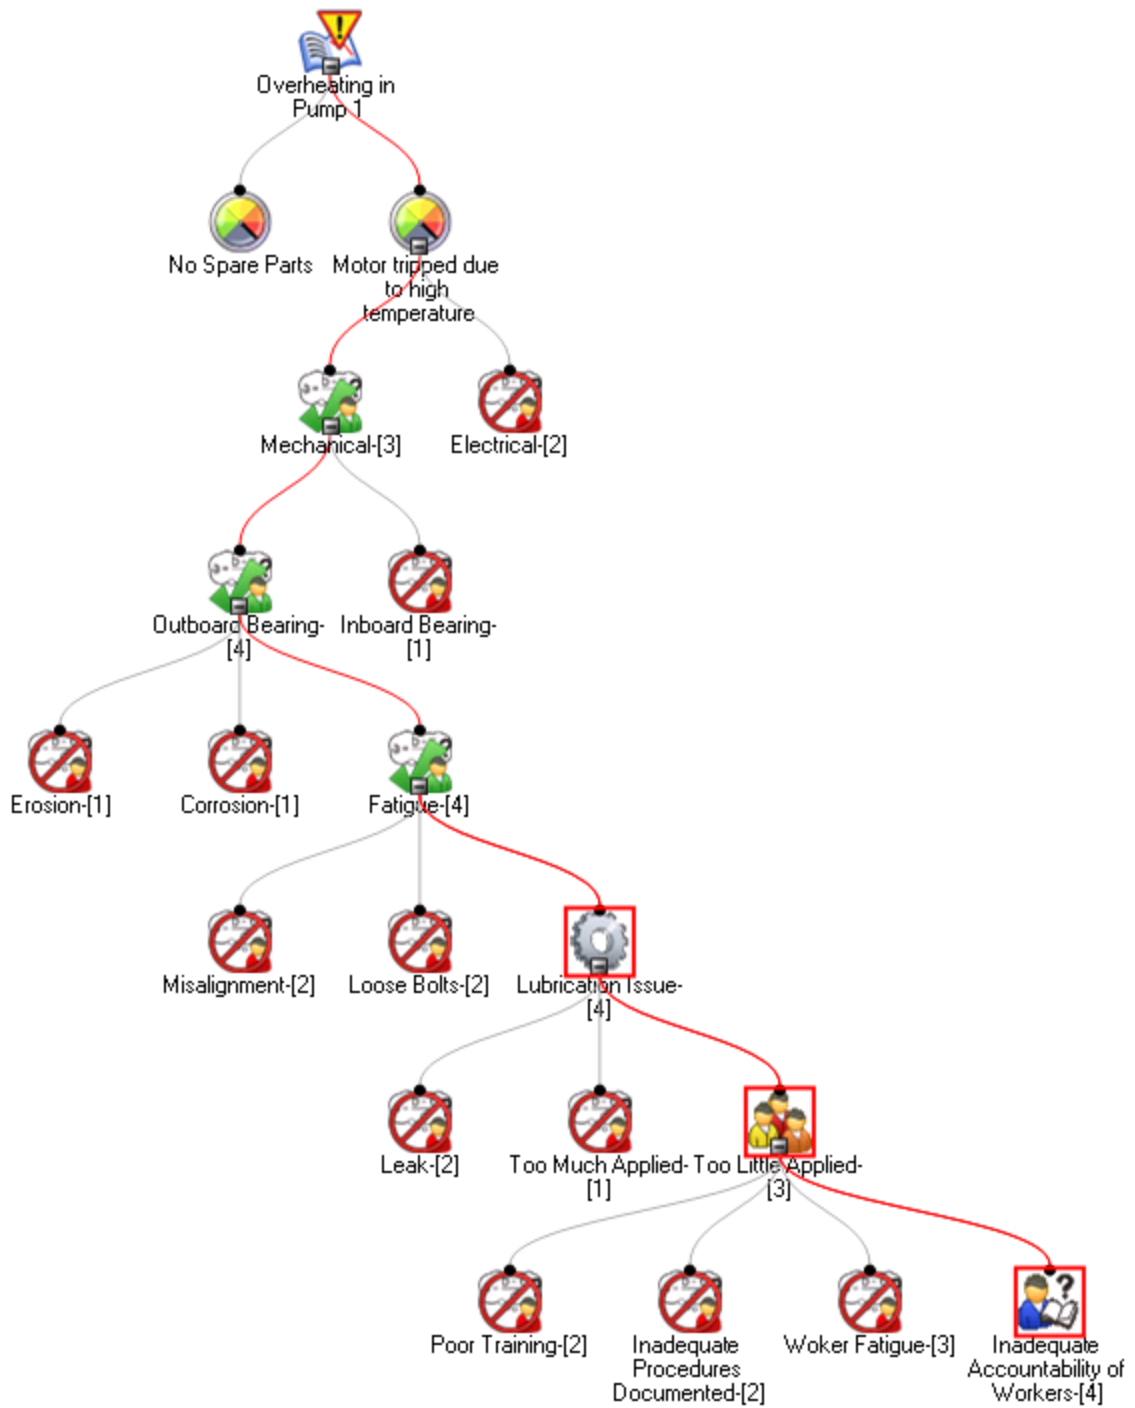 Overheating in
Pump 1
No Spare Parts
Motor tripped due
to high
temperature
Mechanical-[3]
Electrical-[2]
Outboard Bearing-
[4]
Inboard Bearing-
[1]
Erosion-[1]
Corrosion-[1]
Fatigue-[4]
Misalignment-[2]
Loose Bolts-[2]
Lubrication Issue-
[4]
Leak-[2]
Too Much Applied-
[1]
Too Little Applied-
[3]
Poor Training-[2]
Inadequate
Procedures
Documented-[2]
Woker Fatigue-[3]
Inadequate
Accountability of
Workers-[4]